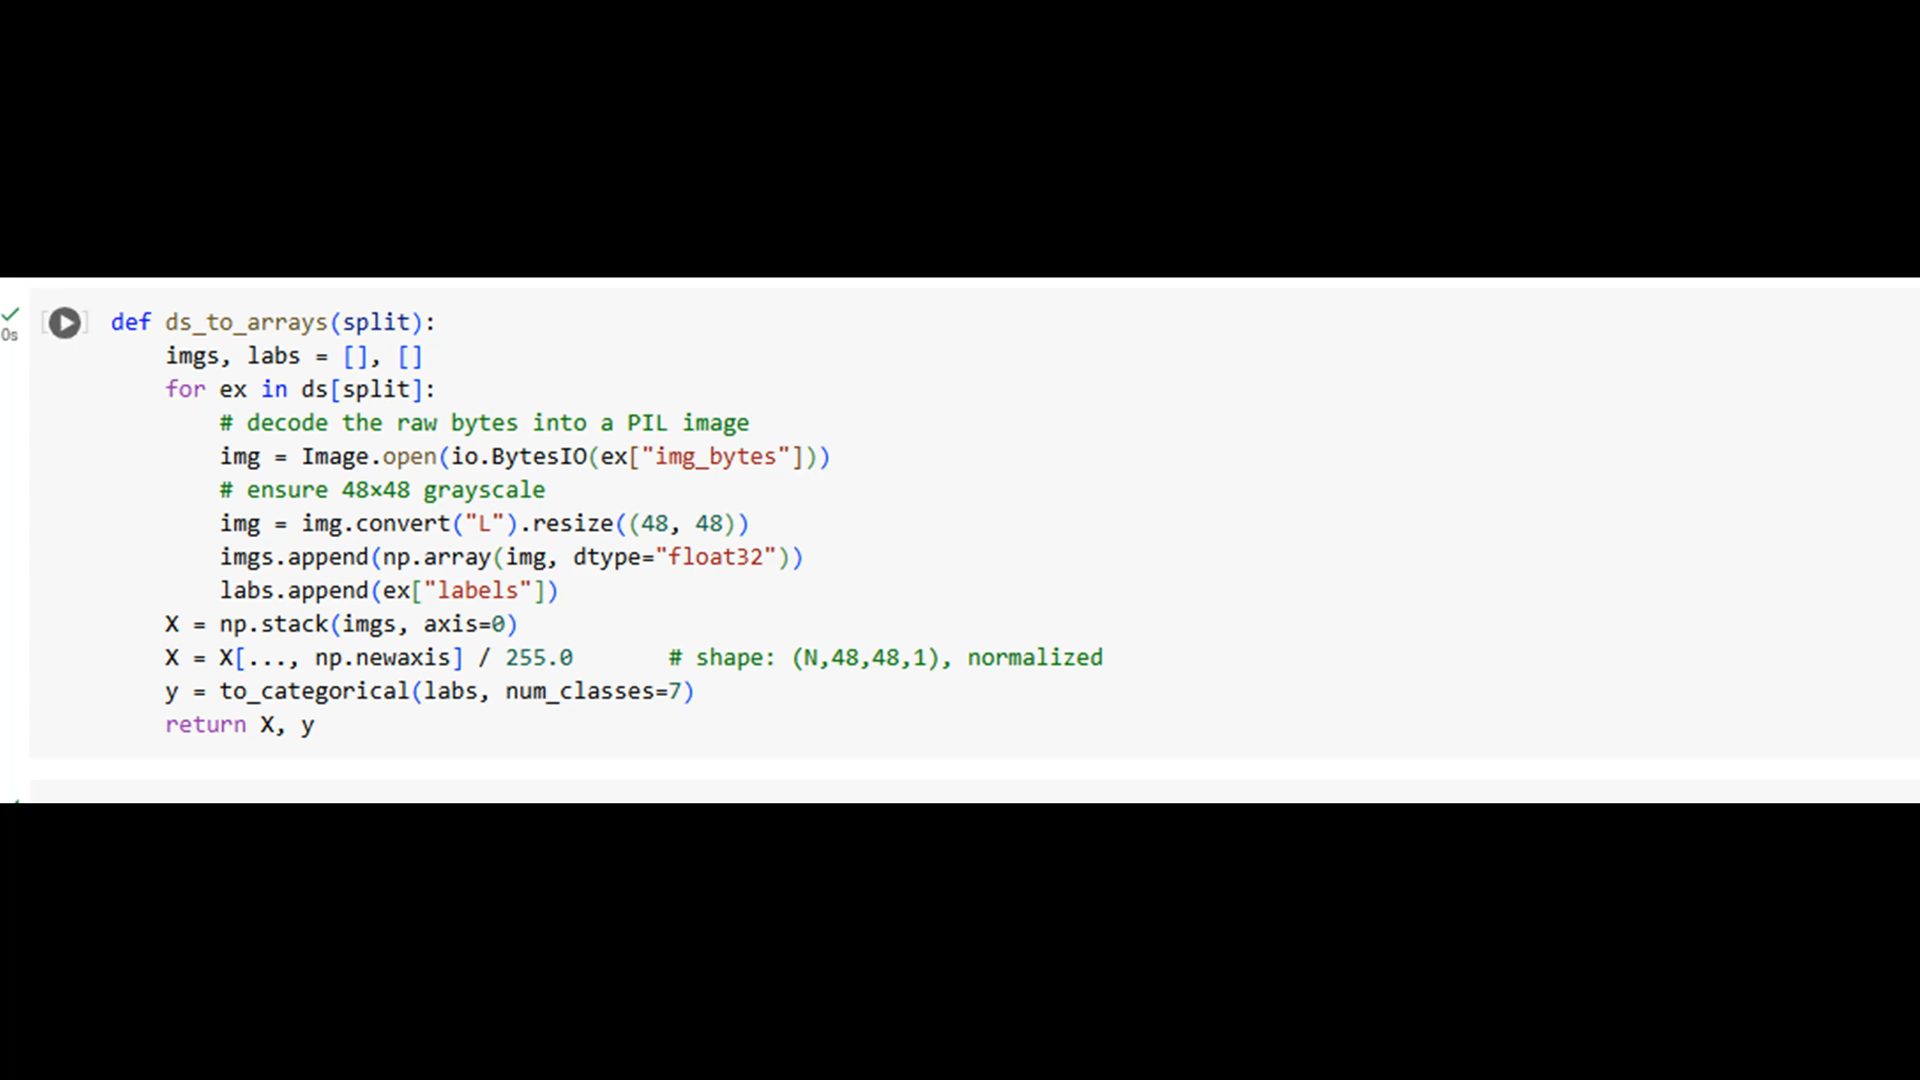 def ds_to_arrays(split):
    imgs, labs = [], []
    for ex in ds[split]:
        # decode the raw bytes into a PIL image
        img = Image.open(io.BytesIO(ex["img_bytes"]))
        # ensure 48×48 grayscale
        img = img.convert("L").resize((48, 48))
        imgs.append(np.array(img, dtype="float32"))
        labs.append(ex["labels"])
    X = np.stack(imgs, axis=0)
    X = X[..., np.newaxis] / 255.0       # shape: (N,48,48,1), normalized
    y = to_categorical(labs, num_classes=7)
    return X, y
0s